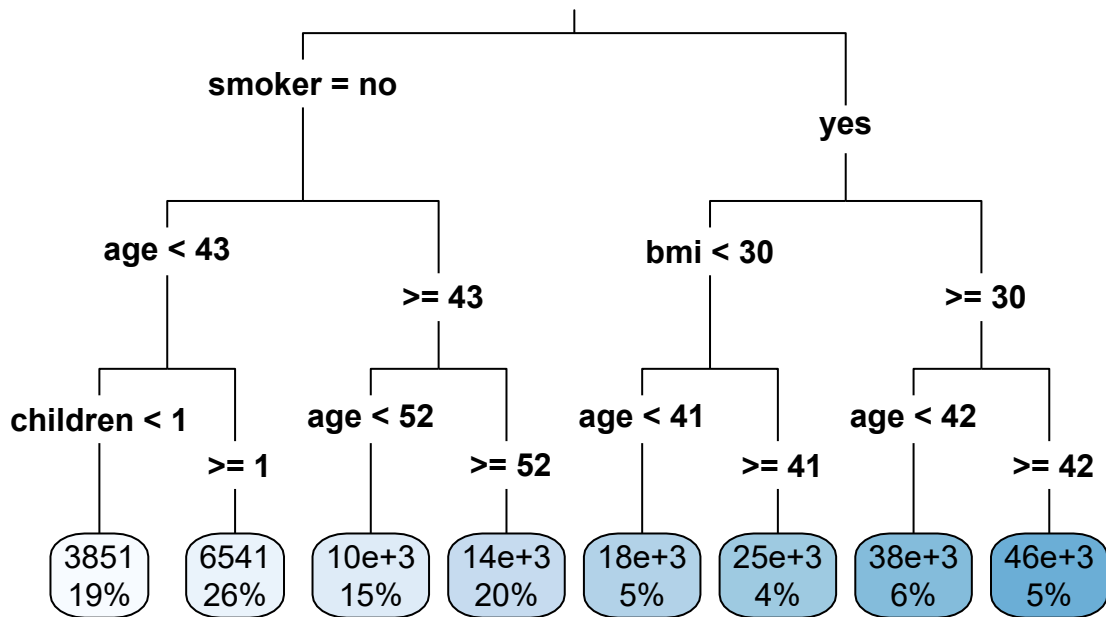 smoker = no
yes
age < 43
>= 43
bmi < 30
>= 30
children < 1
>= 1
age < 52
>= 52
age < 41
>= 41
age < 42
>= 42
3851
19%
6541
26%
10e+3
15%
14e+3
20%
18e+3
5%
25e+3
4%
38e+3
6%
46e+3
5%